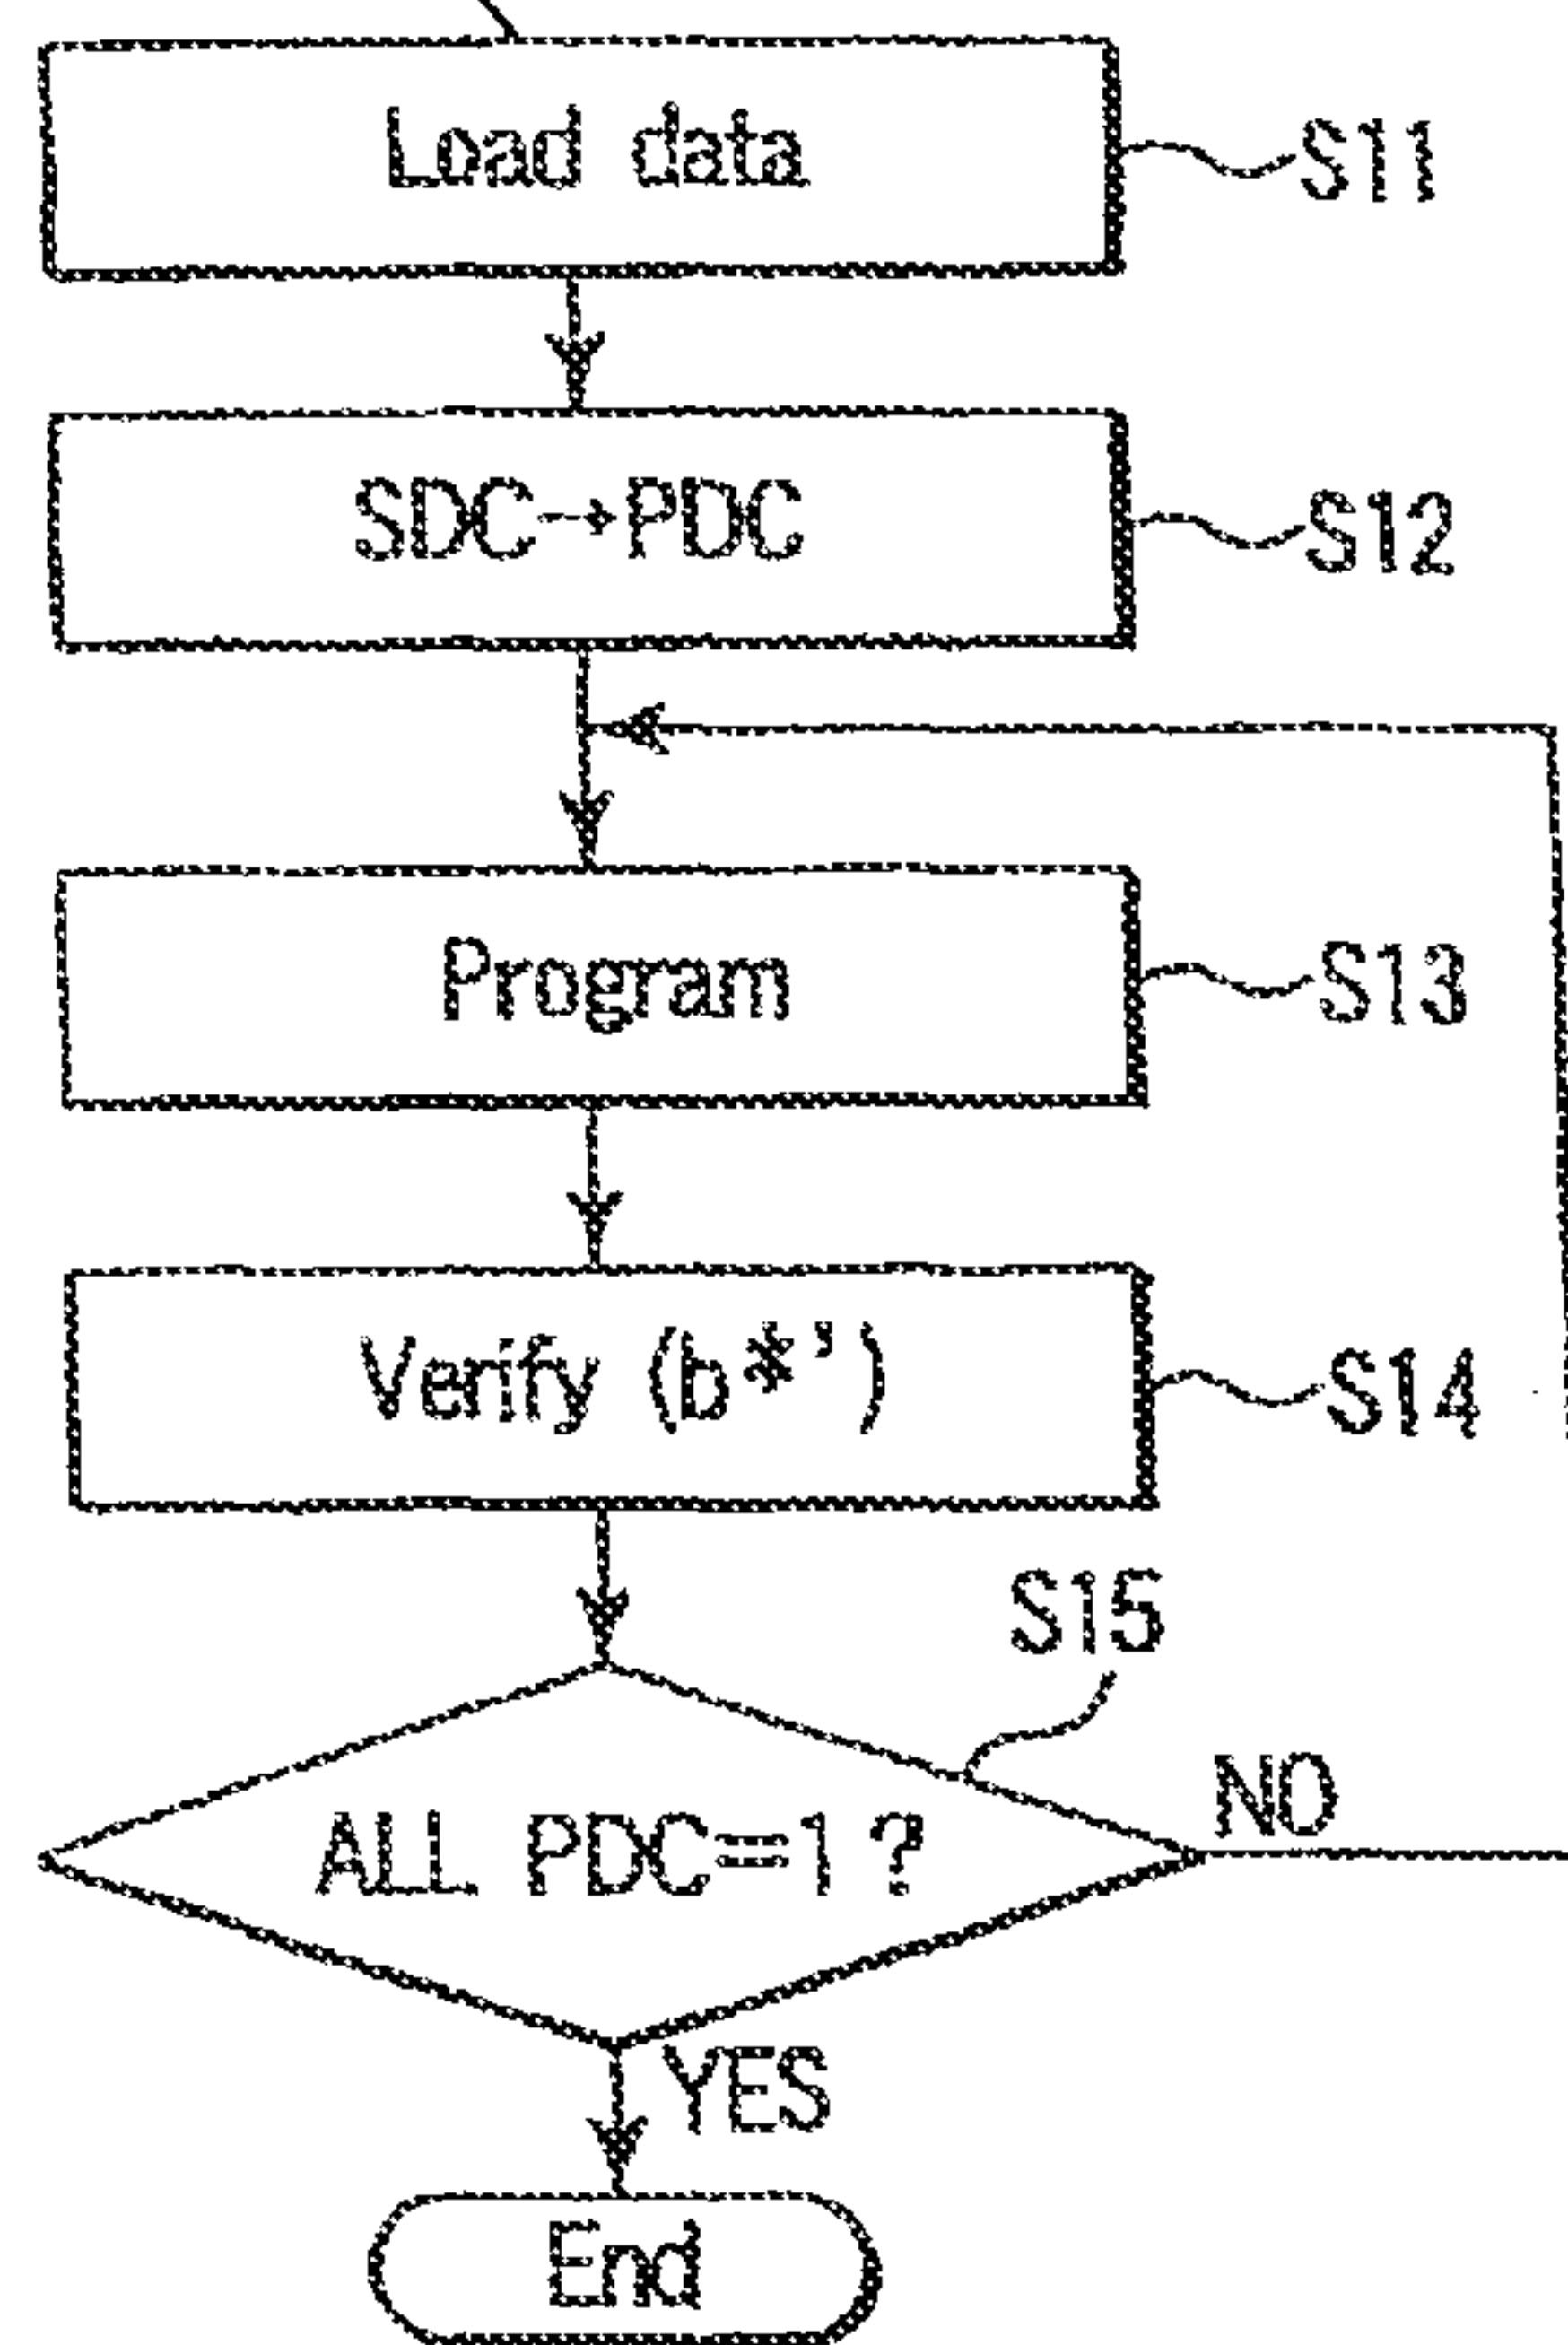 Load data
S11
SDC→PDC
S12
Program
S13
Verify (b*')
S14
S15
ALL PDC=1 ?
NO
YES
End